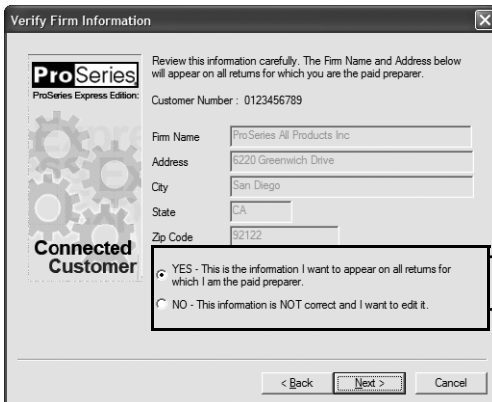 Verify Firm Information
ProSeries
ProSeries Express Edition:
Connected
Customer
Review this information carefully. The Firm Name and Address below
will appear on all returns for which you are the paid preparer.
Customer Number : 0123456789
Firm Name ProSeries All Products Inc
Address 6220 Greenwich Drive
City San Diego
State CA
Zip Code 92122
YES - This is the information I want to appear on all returns for
which I am the paid preparer.
NO - This information is NOT correct and I want to edit it.
< Back
Next >
Cancel